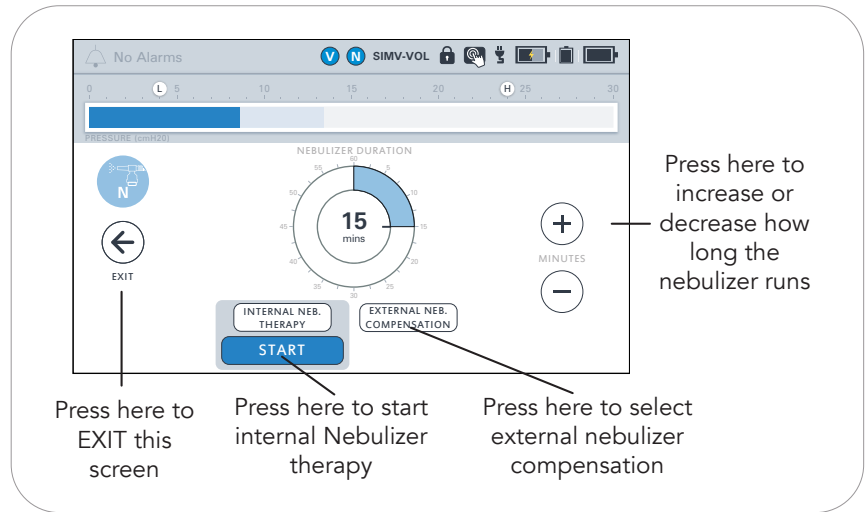 No Alarms
V N SIMV-VOL
0 L 5 10 15 20 H 25 30
PRESSURE (cmH20)
N
EXIT
NEBULIZER DURATION
60
55
50
45
40
35
30
25
20
15
10
15
mins
MINUTES
INTERNAL NEB.
THERAPY
START
EXTERNAL NEB.
COMPENSATION
Press here to
increase or
decrease how
long the
nebulizer runs
Press here to
EXIT this
screen
Press here to start
internal Nebulizer
therapy
Press here to select
external nebulizer
compensation